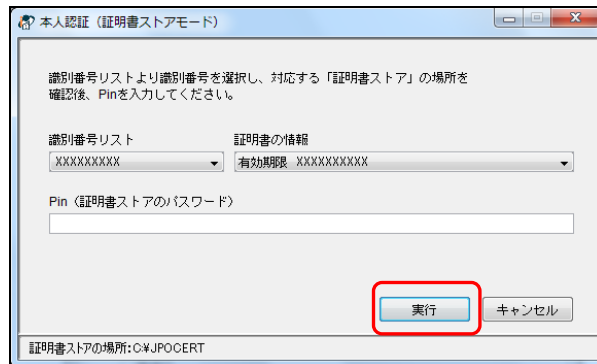 本人認証（証明書ストアモード）
識別番号リストより識別番号を選択し、対応する「証明書ストア」の場所を
確認後、Pinを入力してください。
識別番号リスト 証明書の情報
XXXXXXXXX 有効期限 XXXXXXXXXX
Pin（証明書ストアのパスワード）
実行 キャンセル
証明書ストアの場所:C:¥JPOCERT